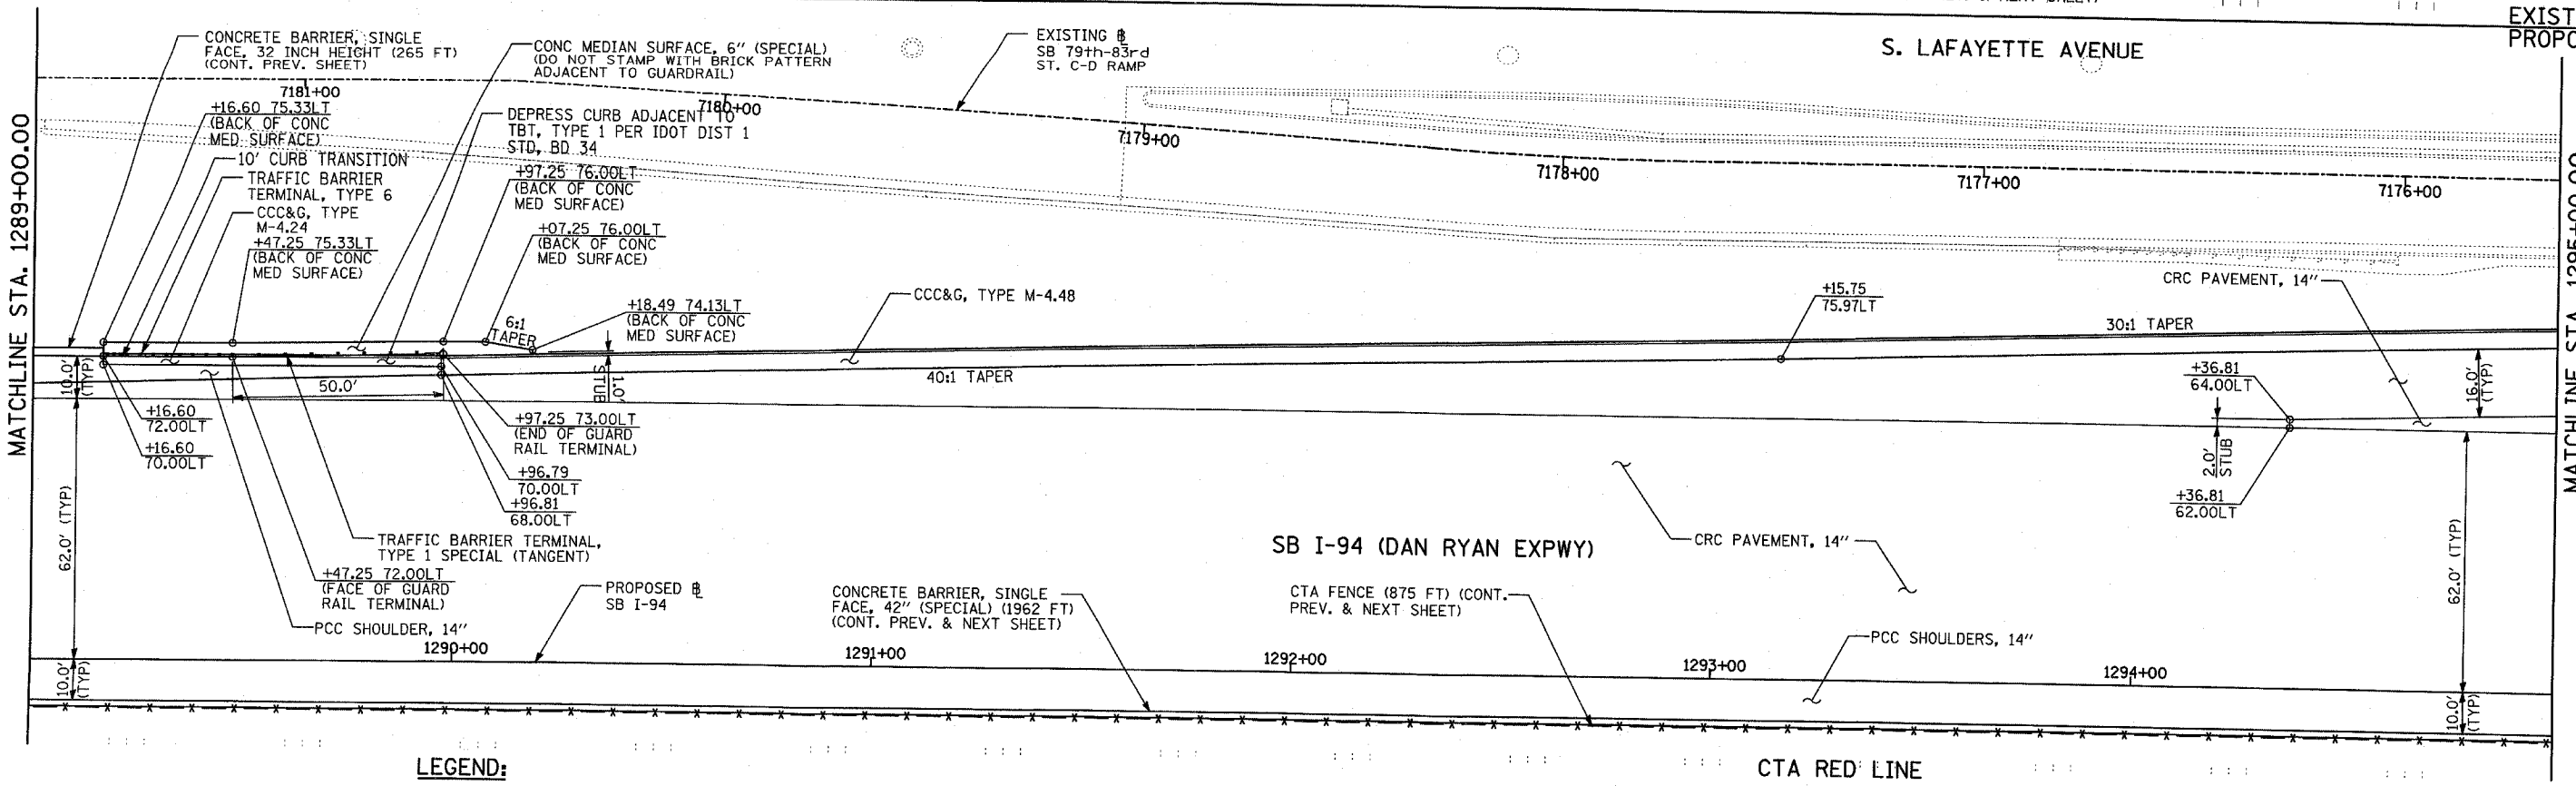 EXIST
PROPO
S. LAFAYETTE AVENUE
CONCRETE BARRIER, SINGLE
FACE, 32 INCH HEIGHT (265 FT)
(CONT. PREV. SHEET)
CONC MEDIAN SURFACE, 6" (SPECIAL)
(DO NOT STAMP WITH BRICK PATTERN
ADJACENT TO GUARDRAIL)
EXISTING BL
SB 79th-83rd
ST. C-D RAMP
7181+00
7180+00
7179+00
7178+00
7177+00
7176+00
MATCHLINE STA. 1289+00.00
MATCHLINE STA. 1295+00.00
+16.60 75.33LT
(BACK OF CONC
MED SURFACE)
10' CURB TRANSITION
TRAFFIC BARRIER
TERMINAL, TYPE 6
CCC&G, TYPE
M-4.24
+47.25 75.33LT
(BACK OF CONC
MED SURFACE)
DEPRESS CURB ADJACENT TO
TBT, TYPE 1 PER IDOT DIST 1
STD, BD 34
+97.25 76.00LT
(BACK OF CONC
MED SURFACE)
+07.25 76.00LT
(BACK OF CONC
MED SURFACE)
6:1
TAPER
+18.49 74.13LT
(BACK OF CONC
MED SURFACE)
CCC&G, TYPE M-4.48
+15.75
75.97LT
CRC PAVEMENT, 14"
30:1 TAPER
10.0'
(TYP)
50.0'
1.0'
STUB
40:1 TAPER
16.0'
(TYP)
+36.81
64.00LT
2.0'
STUB
+36.81
62.00LT
+16.60
72.00LT
+16.60
70.00LT
+97.25 73.00LT
(END OF GUARD
RAIL TERMINAL)
+96.79
70.00LT
+96.81
68.00LT
62.0' (TYP)
62.0' (TYP)
TRAFFIC BARRIER TERMINAL,
TYPE 1 SPECIAL (TANGENT)
+47.25 72.00LT
(FACE OF GUARD
RAIL TERMINAL)
PCC SHOULDER, 14"
PROPOSED BL
SB I-94
CONCRETE BARRIER, SINGLE
FACE, 42" (SPECIAL) (1962 FT)
(CONT. PREV. & NEXT SHEET)
SB I-94 (DAN RYAN EXPWY)
CTA FENCE (875 FT) (CONT.
PREV. & NEXT SHEET)
CRC PAVEMENT, 14"
PCC SHOULDERS, 14"
1290+00
1291+00
1292+00
1293+00
1294+00
10.0'
(TYP)
10.0'
(TYP)
LEGEND:
CTA RED LINE